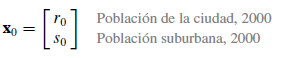 x₀ = [ r₀ ] Población de la ciudad, 2000
[ s₀ ] Población suburbana, 2000